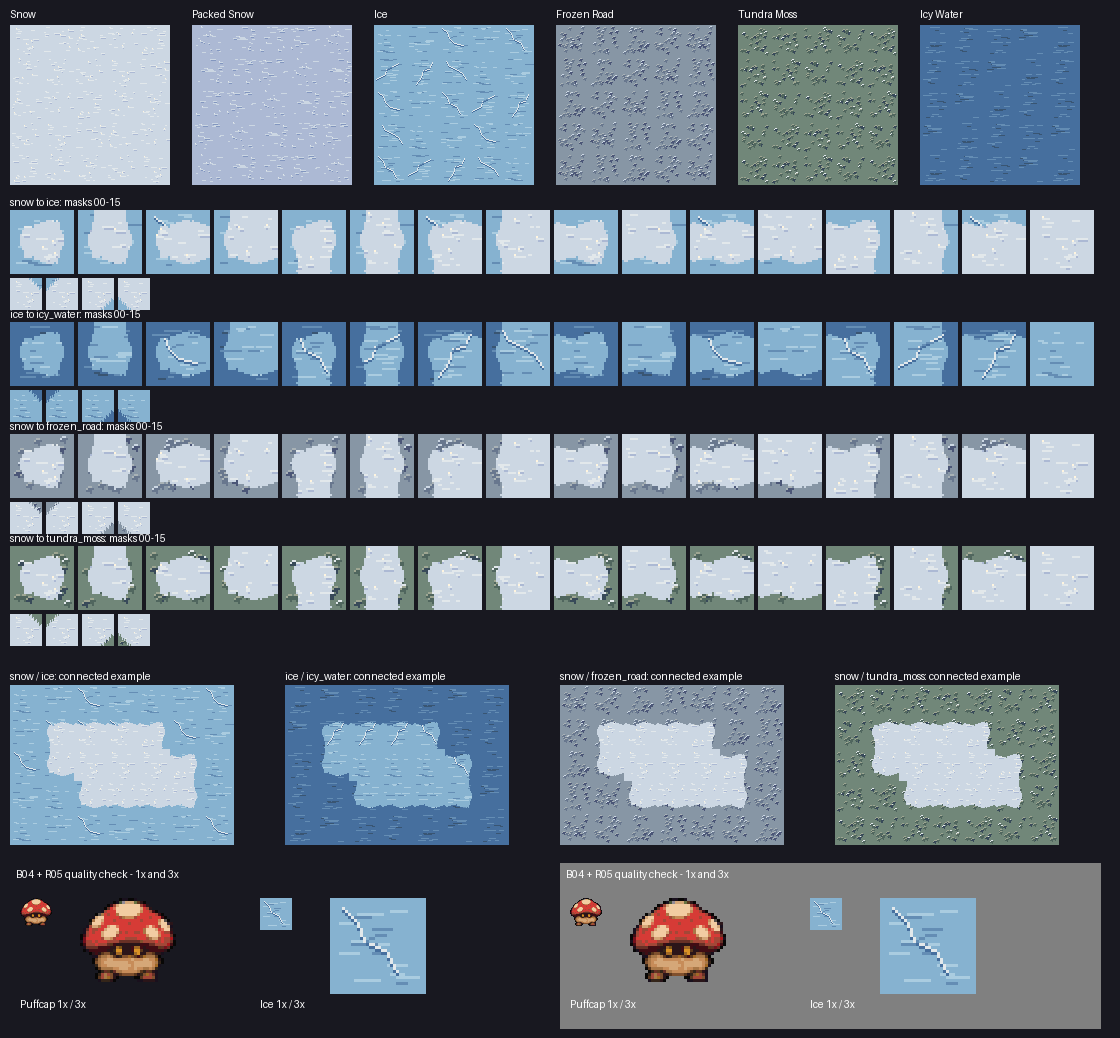 Snow
Packed Snow
Ice
Frozen Road
Tundra Moss
Icy Water
snow to ice: masks 00-15
ice to icy_water: masks 00-15
snow to frozen_road: masks 00-15
snow to tundra_moss: masks 00-15
snow / ice: connected example
ice / icy_water: connected example
snow / frozen_road: connected example
snow / tundra_moss: connected example
B04 + R05 quality check - 1x and 3x
B04 + R05 quality check - 1x and 3x
Puffcap 1x / 3x
Ice 1x / 3x
Puffcap 1x / 3x
Ice 1x / 3x